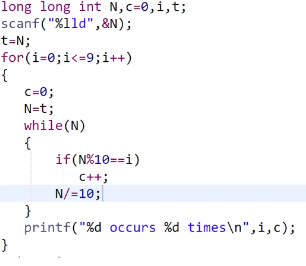 long long int N,c=0,i,t;
scanf("%lld",&N);
t=N;
for(i=0;i<=9;i++)
{
c=0;
N=t;
while(N)
{
if(N%10==i)
c++;
N/=10;
}
printf("%d occurs %d times\n",i,c);
}